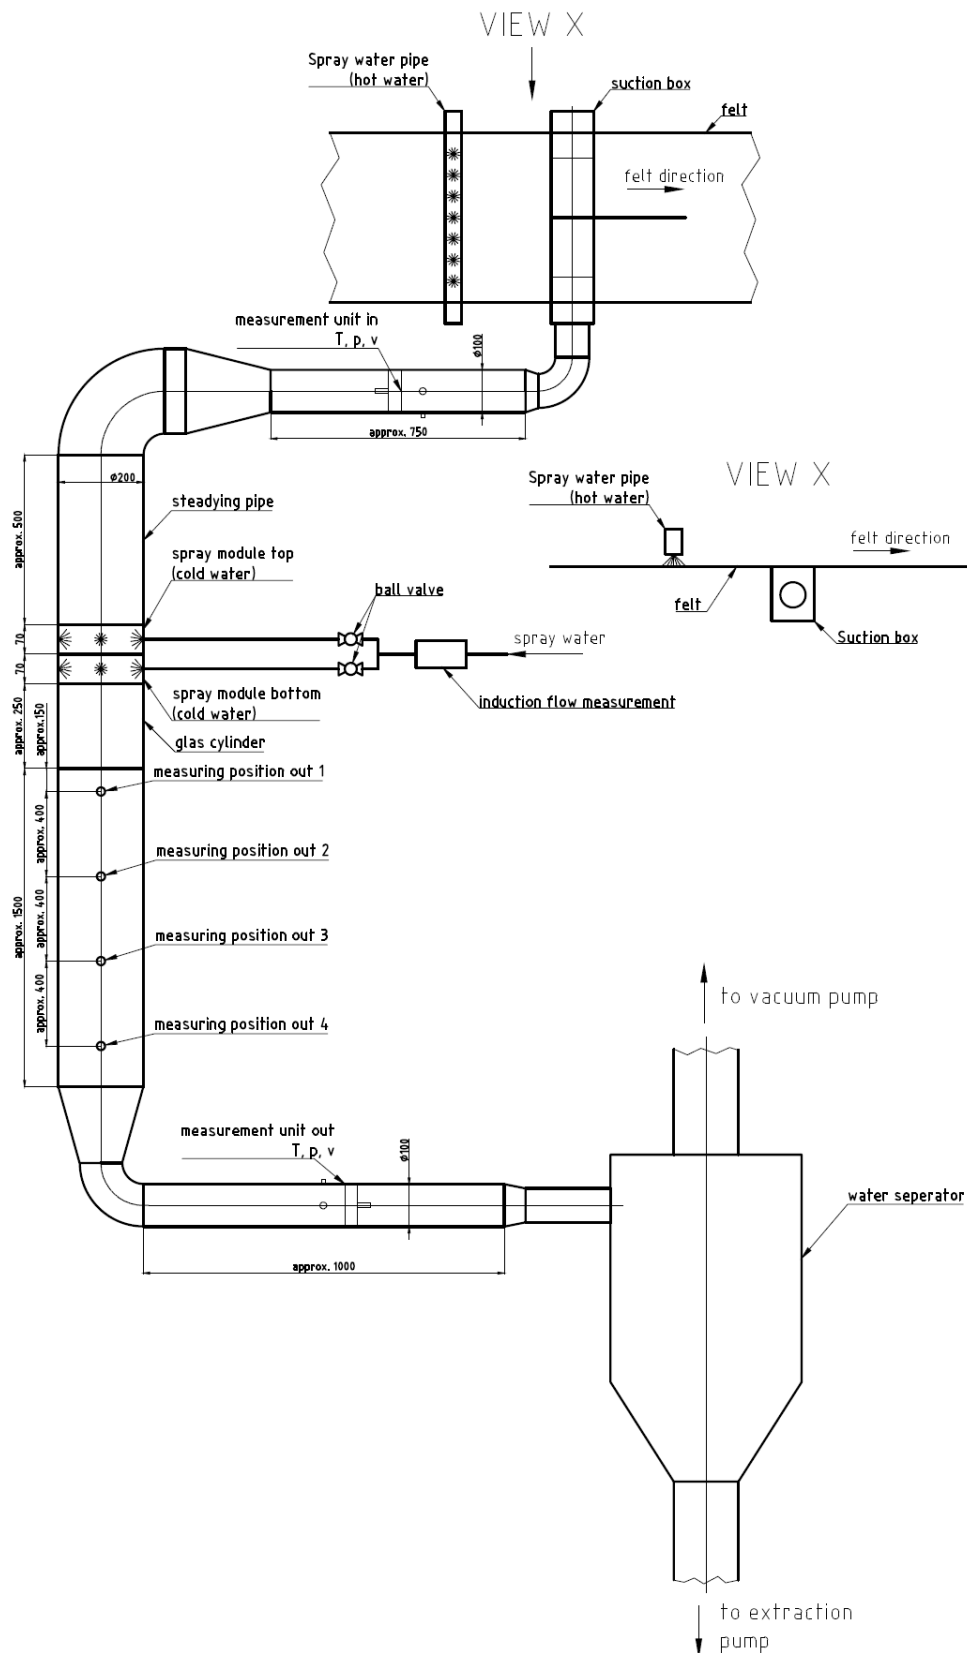 VIEW X
Spray water pipe
(hot water)
suction box
felt
felt direction
measurement unit in
T, p, v
ø100
approx. 750
ø200
approx. 500
steadying pipe
spray module top
(cold water)
70
70
ball valve
spray water
induction flow measurement
spray module bottom
(cold water)
approx. 250
approx.150
glas cylinder
VIEW X
Spray water pipe
(hot water)
felt direction
felt
Suction box
measuring position out 1
approx. 400
measuring position out 2
approx. 1500
approx. 400
measuring position out 3
approx. 400
measuring position out 4
to vacuum pump
measurement unit out
T, p, v
ø100
approx. 1000
water seperator
to extraction
pump